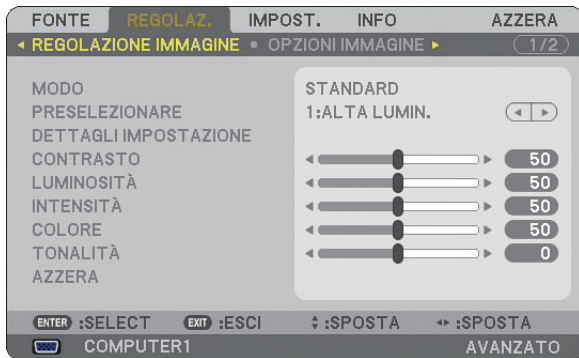 FONTE REGOLAZ. IMPOST. INFO AZZERA
REGOLAZIONE IMMAGINE OPZIONI IMMAGINE 1/2
MODO STANDARD
PRESELEZIONARE 1:ALTA LUMIN.
DETTAGLI IMPOSTAZIONE
CONTRASTO 50
LUMINOSITÀ 50
INTENSITÀ 50
COLORE 50
TONALITÀ 0
AZZERA
ENTER :SELECT EXIT :ESCI :SPOSTA :SPOSTA
COMPUTER1 AVANZATO